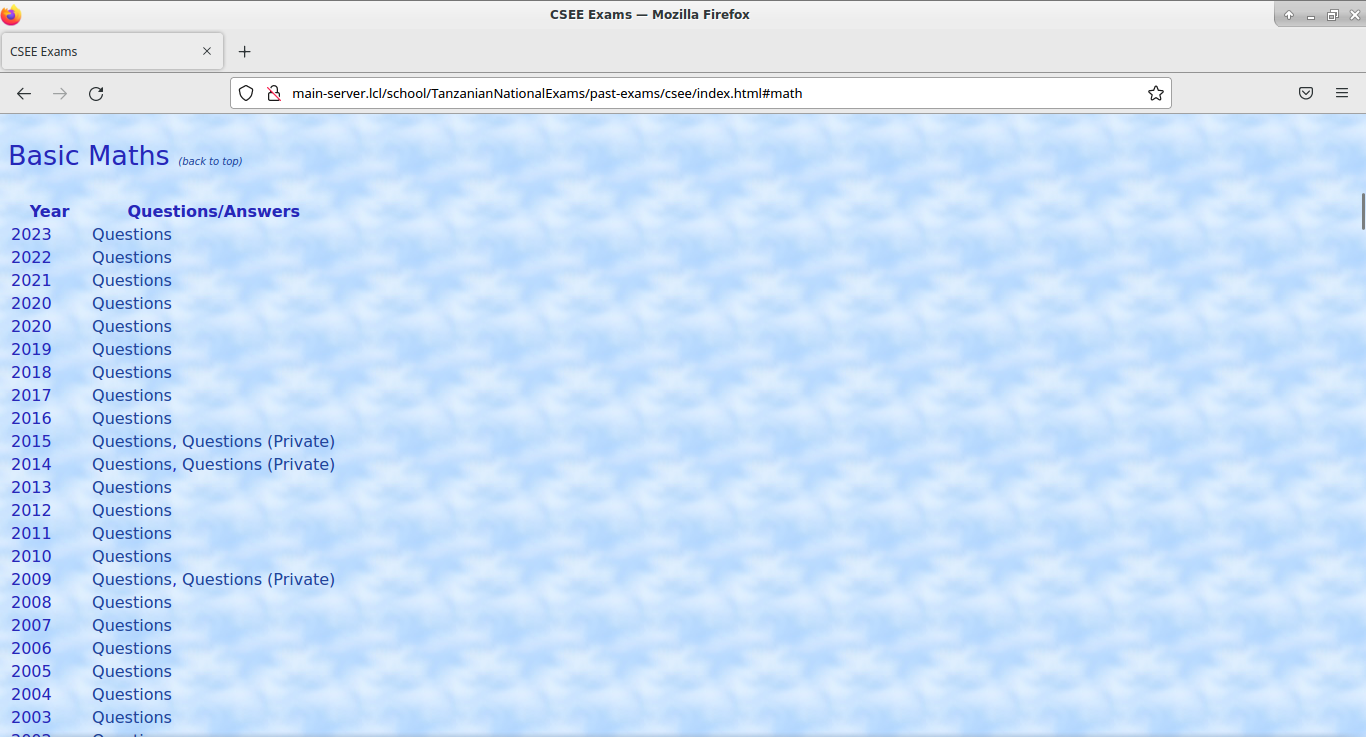 CSEE Exams — Mozilla Firefox
CSEE Exams
main-server.lcl/school/TanzanianNationalExams/past-exams/csee/index.html#math
Basic Maths (back to top)
Year Questions/Answers
2023 Questions
2022 Questions
2021 Questions
2020 Questions
2020 Questions
2019 Questions
2018 Questions
2017 Questions
2016 Questions
2015 Questions, Questions (Private)
2014 Questions, Questions (Private)
2013 Questions
2012 Questions
2011 Questions
2010 Questions
2009 Questions, Questions (Private)
2008 Questions
2007 Questions
2006 Questions
2005 Questions
2004 Questions
2003 Questions